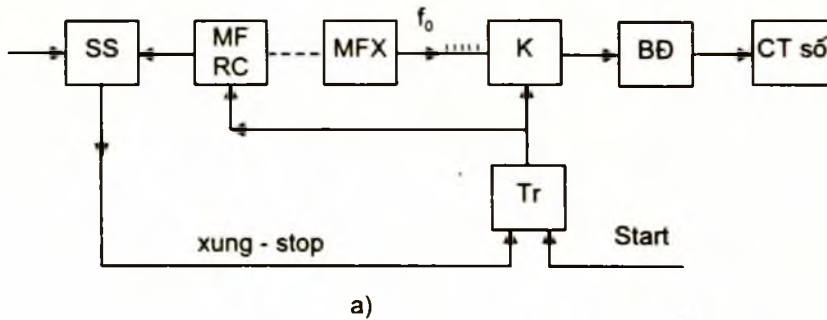 f₀
SS
MF
RC
MFX
K
BĐ
CT số
Tr
xung - stop
Start
a)